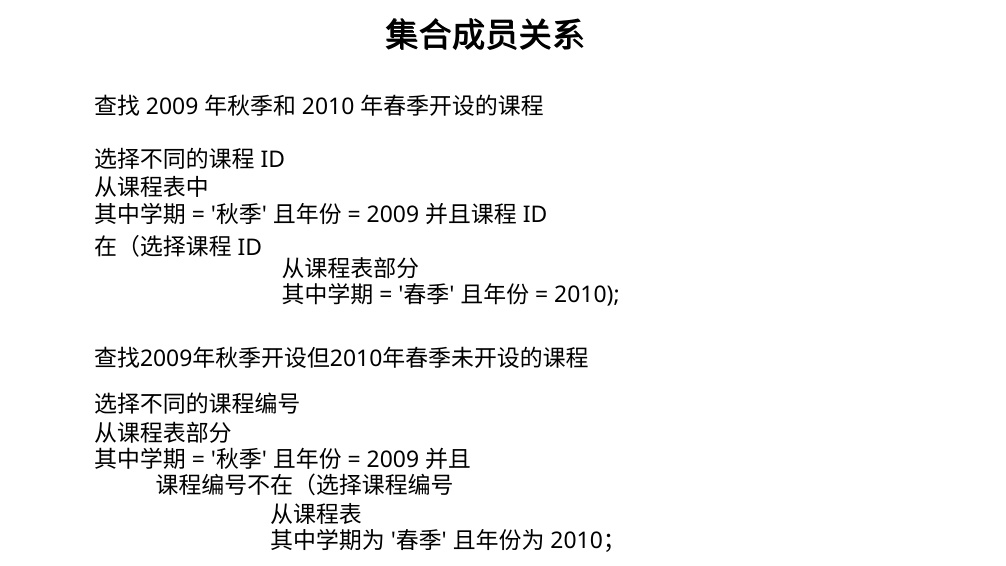 集合成员关系
查找 2009 年秋季和 2010 年春季开设的课程
选择不同的课程 ID
从课程表中
其中学期 = '秋季' 且年份 = 2009 并且课程 ID
在（选择课程 ID
从课程表部分
其中学期 = '春季' 且年份 = 2010);
查找2009年秋季开设但2010年春季未开设的课程
选择不同的课程编号
从课程表部分
其中学期 = '秋季' 且年份 = 2009 并且
课程编号不在（选择课程编号
从课程表
其中学期为 '春季' 且年份为 2010；